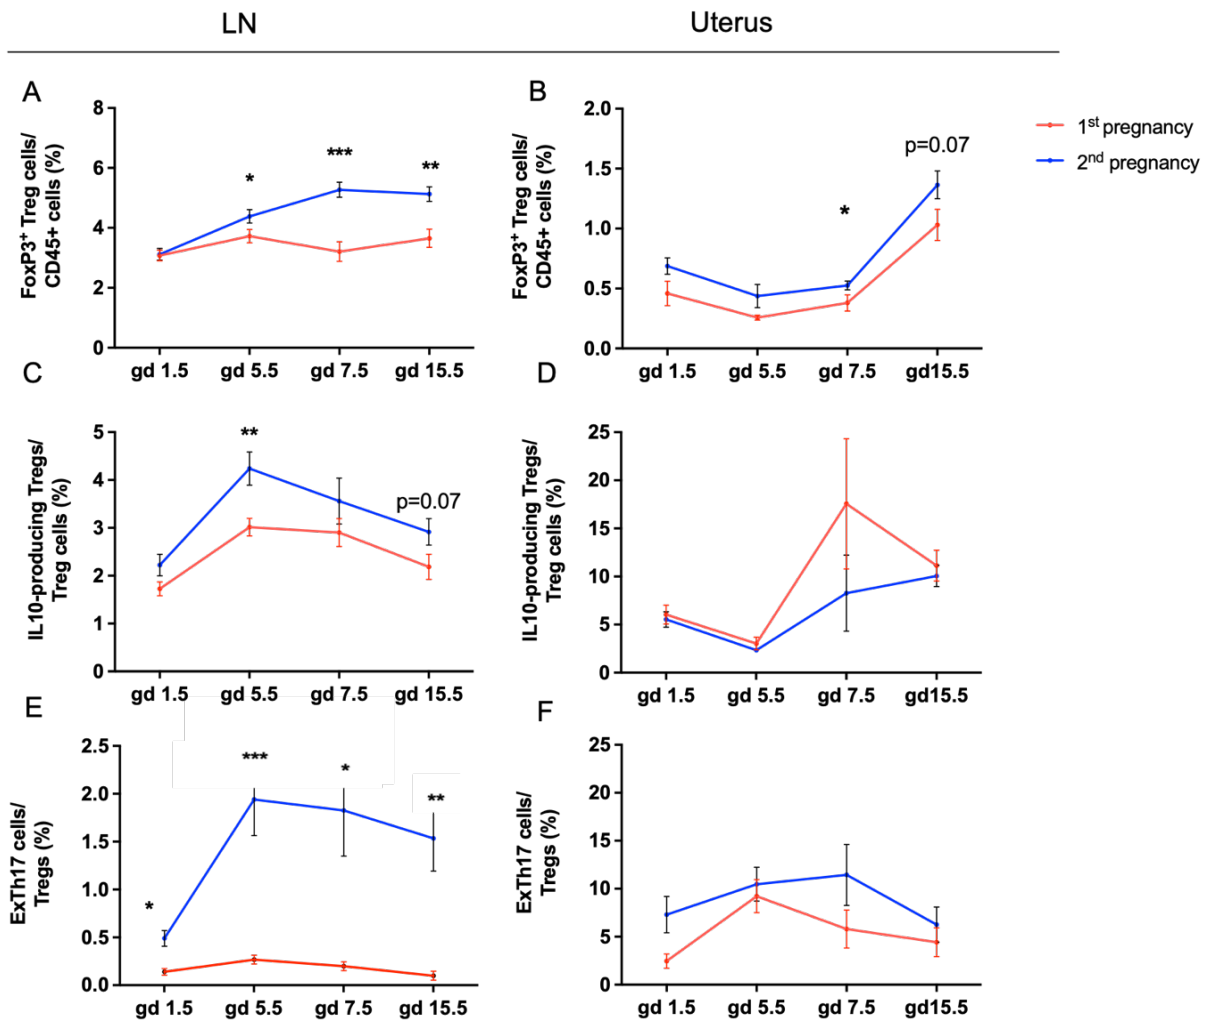 LN
Uterus
A
FoxP3⁺ Treg cells/
CD45+ cells (%)
8
6
4
2
0
*
***
**
gd 1.5
gd 5.5
gd 7.5
gd 15.5
B
FoxP3⁺ Treg cells/
CD45+ cells (%)
2.0
1.5
1.0
0.5
0.0
*
p=0.07
gd 1.5
gd 5.5
gd 7.5
gd15.5
1ˢᵗ pregnancy
2ⁿᵈ pregnancy
C
IL10-producing Tregs/
Treg cells (%)
5
4
3
2
1
0
**
p=0.07
gd 1.5
gd 5.5
gd 7.5
gd 15.5
D
IL10-producing Tregs/
Treg cells (%)
25
20
15
10
5
0
gd 1.5
gd 5.5
gd 7.5
gd15.5
E
ExTh17 cells/
Tregs (%)
2.5
2.0
1.5
1.0
0.5
0.0
*
***
*
**
gd 1.5
gd 5.5
gd 7.5
gd 15.5
F
ExTh17 cells/
Tregs (%)
25
20
15
10
5
0
gd 1.5
gd 5.5
gd 7.5
gd15.5